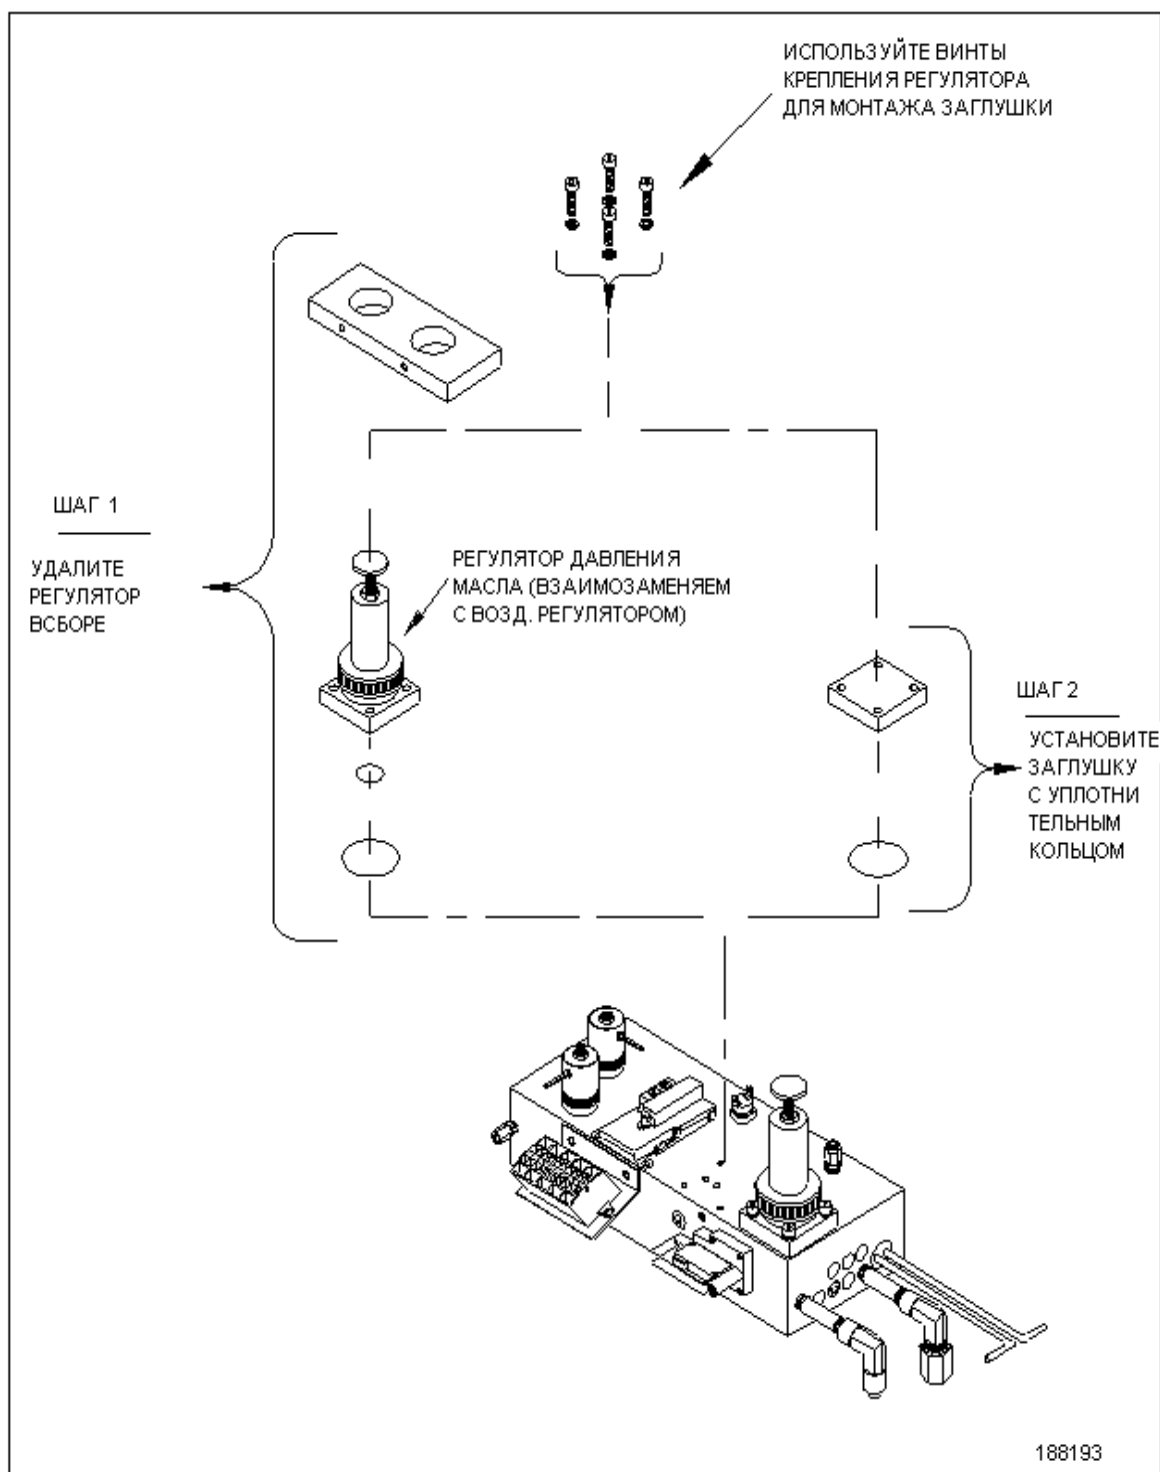 ИСПОЛЬЗУЙТЕ ВИНТЫ
КРЕПЛЕНИЯ РЕГУЛЯТОРА
ДЛЯ МОНТАЖА ЗАГЛУШКИ
ШАГ 1
УДАЛИТЕ
РЕГУЛЯТОР
ВСБОРЕ
РЕГУЛЯТОР ДАВЛЕНИЯ
МАСЛА (ВЗАИМОЗАМЕНЯЕМ
С ВОЗД. РЕГУЛЯТОРОМ)
ШАГ 2
УСТАНОВИТЕ
ЗАГЛУШКУ
С УПЛОТНИ
ТЕЛЬНЫМ
КОЛЬЦОМ
188193